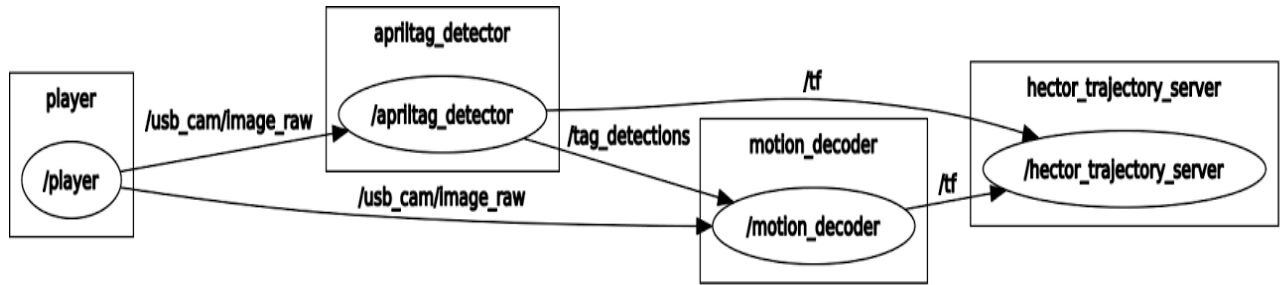 player
/player
/usb_cam/image_raw
/usb_cam/image_raw
apriltag_detector
/apriltag_detector
/tag_detections
/tf
motion_decoder
/motion_decoder
/tf
hector_trajectory_server
/hector_trajectory_server